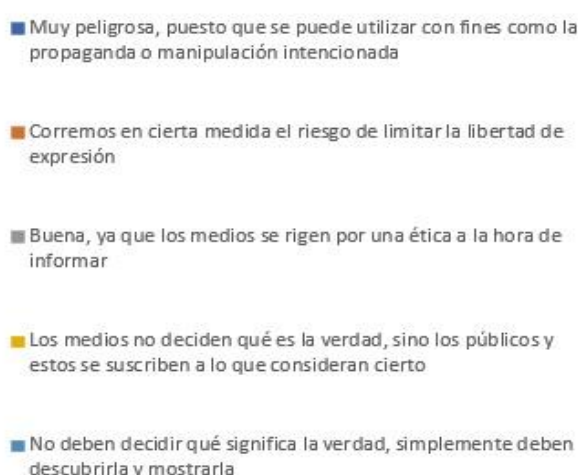 Muy peligrosa, puesto que se puede utilizar con fines como la
propaganda o manipulación intencionada
Corremos en cierta medida el riesgo de limitar la libertad de
expresión
Buena, ya que los medios se rigen por una ética a la hora de
informar
Los medios no deciden qué es la verdad, sino los públicos y
estos se suscriben a lo que consideran cierto
No deben decidir qué significa la verdad, simplemente deben
descubrirla y mostrarla